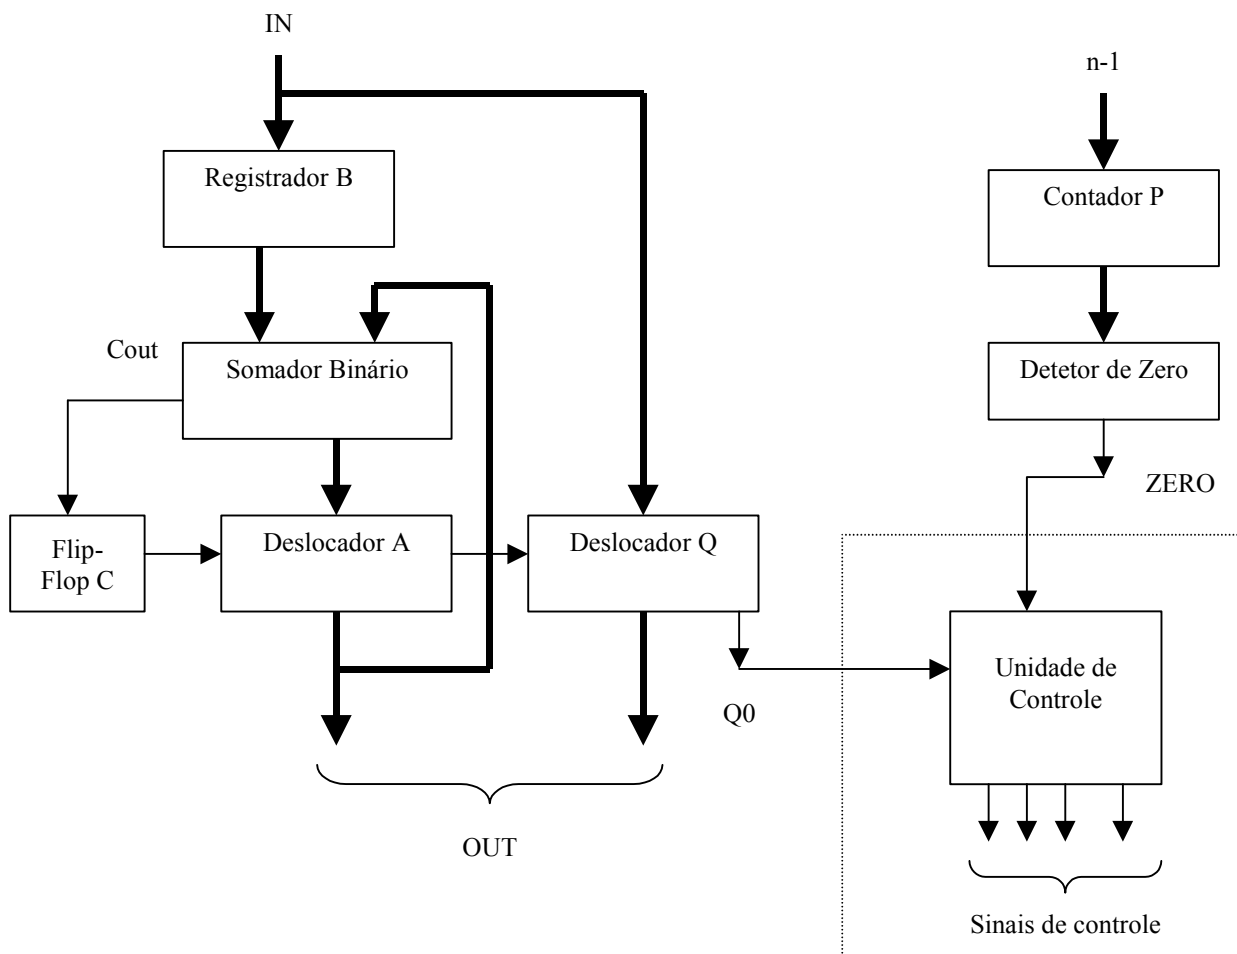 IN
n-1
Registrador B
Contador P
Cout
Somador Binário
Detetor de Zero
ZERO
Flip-
Flop C
Deslocador A
Deslocador Q
Unidade de
Controle
Q0
OUT
Sinais de controle